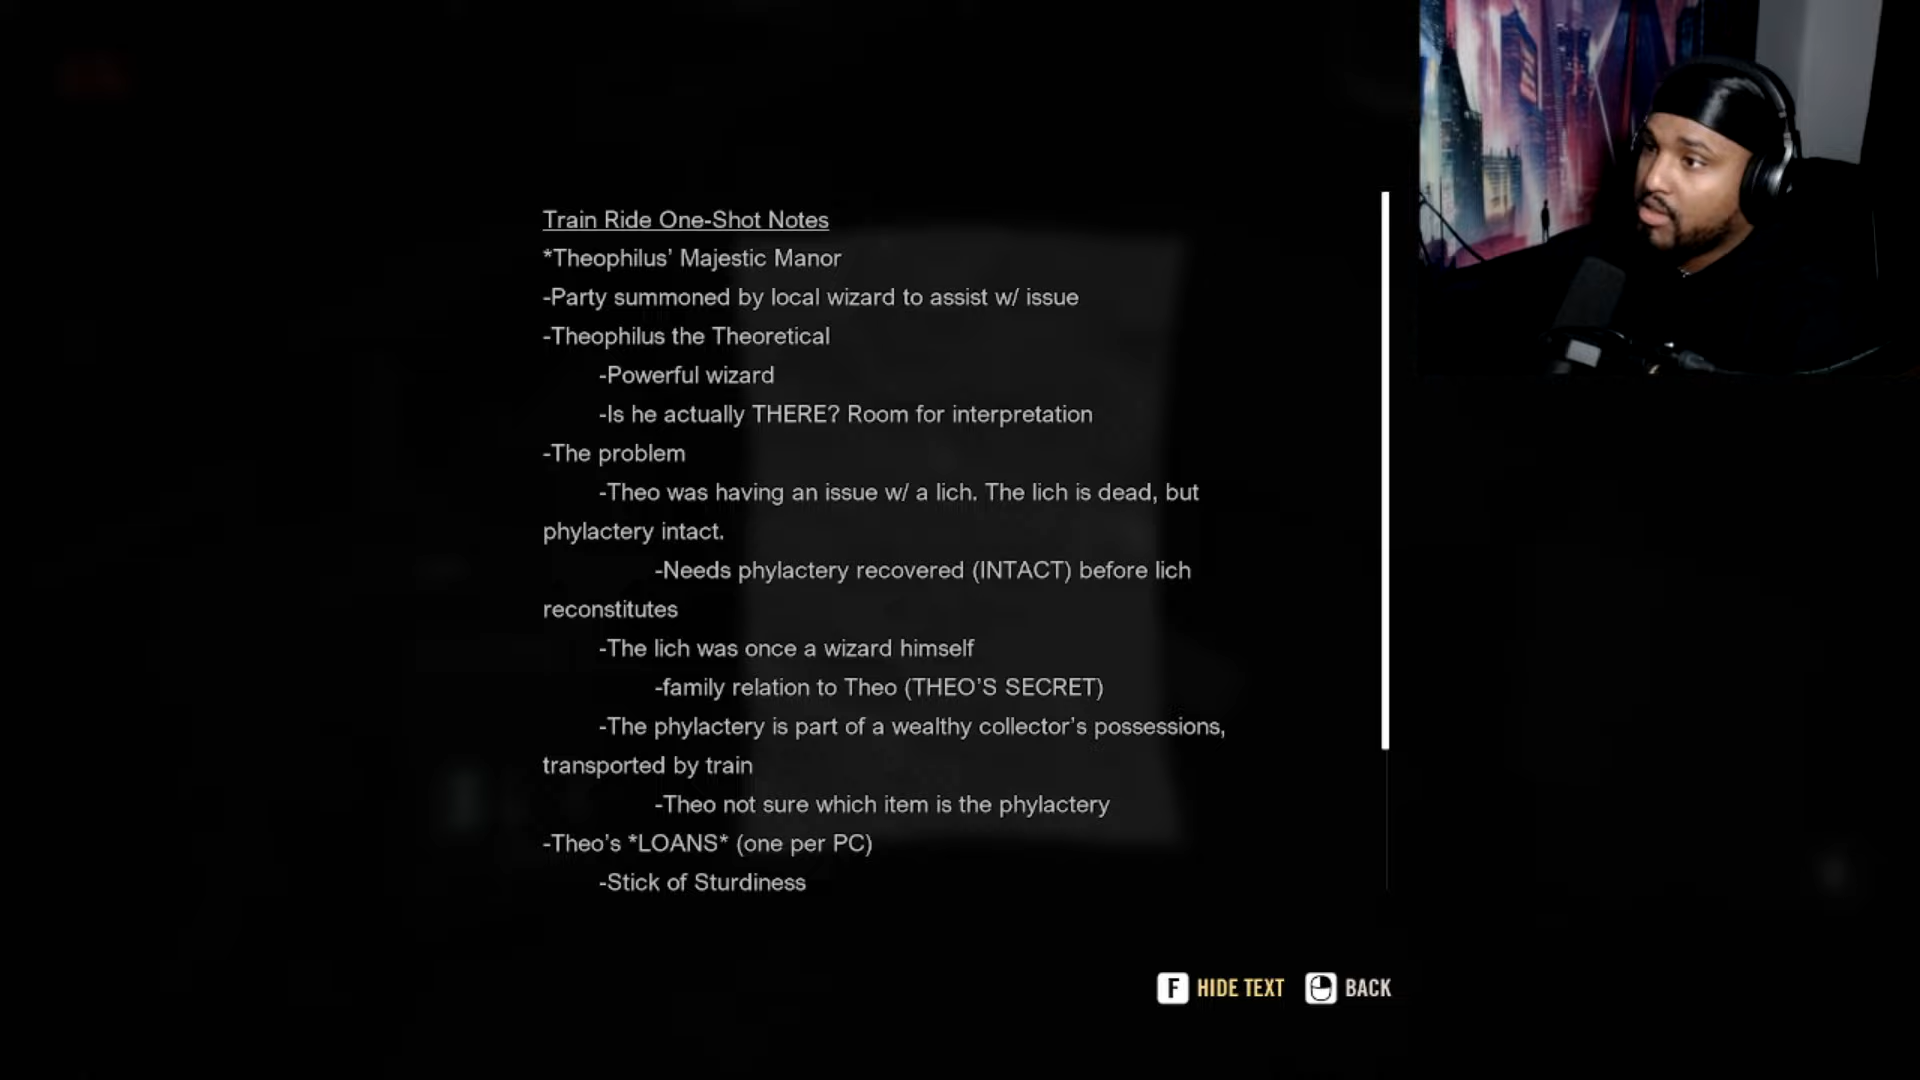 Train Ride One-Shot Notes
*Theophilus’ Majestic Manor
-Party summoned by local wizard to assist w/ issue
-Theophilus the Theoretical
-Powerful wizard
-Is he actually THERE? Room for interpretation
-The problem
-Theo was having an issue w/ a lich. The lich is dead, but
phylactery intact.
-Needs phylactery recovered (INTACT) before lich
reconstitutes
-The lich was once a wizard himself
-family relation to Theo (THEO’S SECRET)
-The phylactery is part of a wealthy collector’s possessions,
transported by train
-Theo not sure which item is the phylactery
-Theo’s *LOANS* (one per PC)
-Stick of Sturdiness
F HIDE TEXT BACK